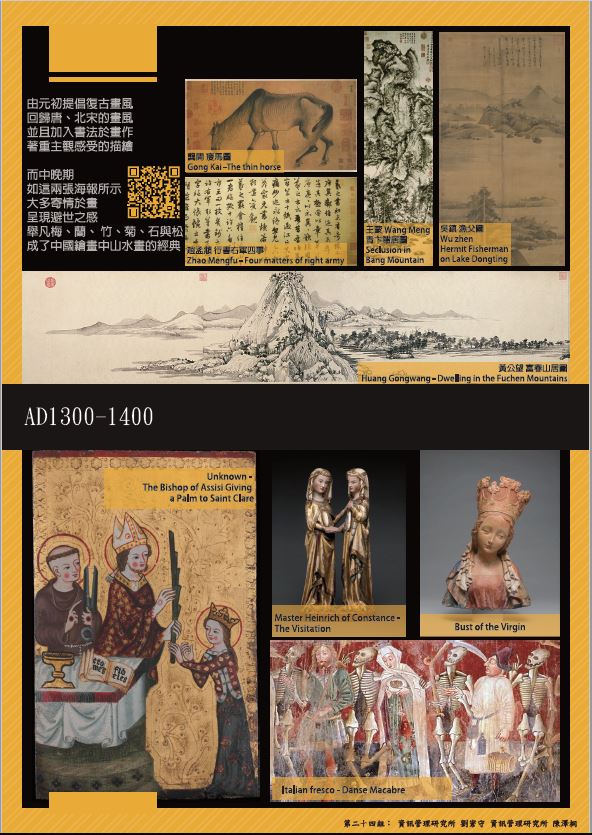 由元初提倡復古畫風
回歸唐、北宋的畫風
並且加入書法於畫作
著重主觀感受的描繪
而中晚期
如這兩張海報所示
大多寄情於畫
呈現避世之感
舉凡梅、蘭、竹、菊、石與松
成了中國繪畫中山水畫的經典
龔開 瘦馬圖
Gong Kai –The thin horse
趙孟頫 行書右軍四事
Zhao Mengfu – Four matters of right army
王蒙 Wang Meng
青卞隱居圖
Seclusion in
Bang Mountain
吳鎮 漁父圖
Wu zhen
Hermit Fisherman
on Lake Dongting
黃公望 富春山居圖
Huang Gongwang – Dwelling in the Fuchen Mountains
AD1300-1400
Unknown –
The Bishop of Assisi Giving
a Palm to Saint Clare
Master Heinrich of Constance –
The Visitation
Bust of the Virgin
Italian fresco - Danse Macabre
第二十四組： 資訊管理研究所 劉家守 資訊管理研究所 陳澤綱